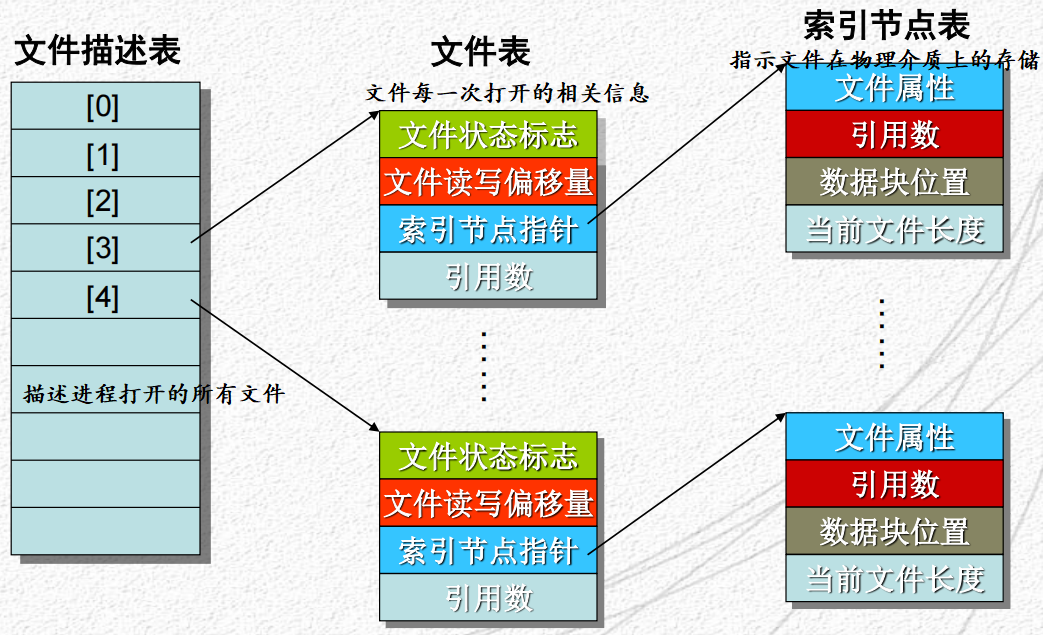 文件描述表
[0]
[1]
[2]
[3]
[4]
描述进程打开的所有文件
文件表
文件每一次打开的相关信息
文件状态标志
文件读写偏移量
索引节点指针
引用数
文件状态标志
文件读写偏移量
索引节点指针
引用数
索引节点表
指示文件在物理介质上的存储
文件属性
引用数
数据块位置
当前文件长度
文件属性
引用数
数据块位置
当前文件长度